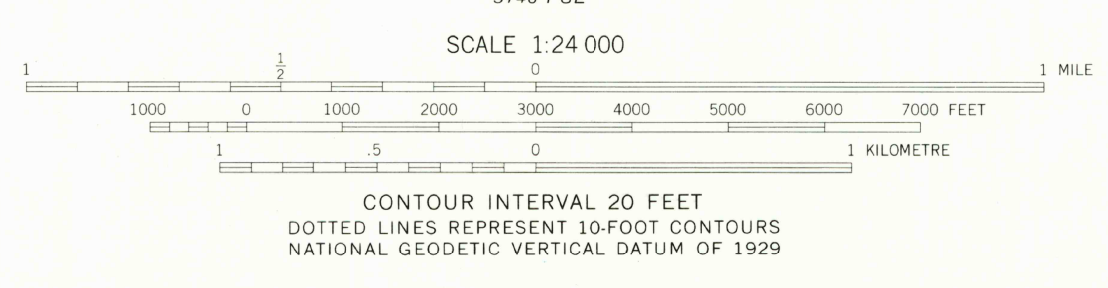 SCALE 1:24 000
1 1/2 0 1 MILE
1000 0 1000 2000 3000 4000 5000 6000 7000 FEET
1 .5 0 1 KILOMETRE
CONTOUR INTERVAL 20 FEET
DOTTED LINES REPRESENT 10-FOOT CONTOURS
NATIONAL GEODETIC VERTICAL DATUM OF 1929